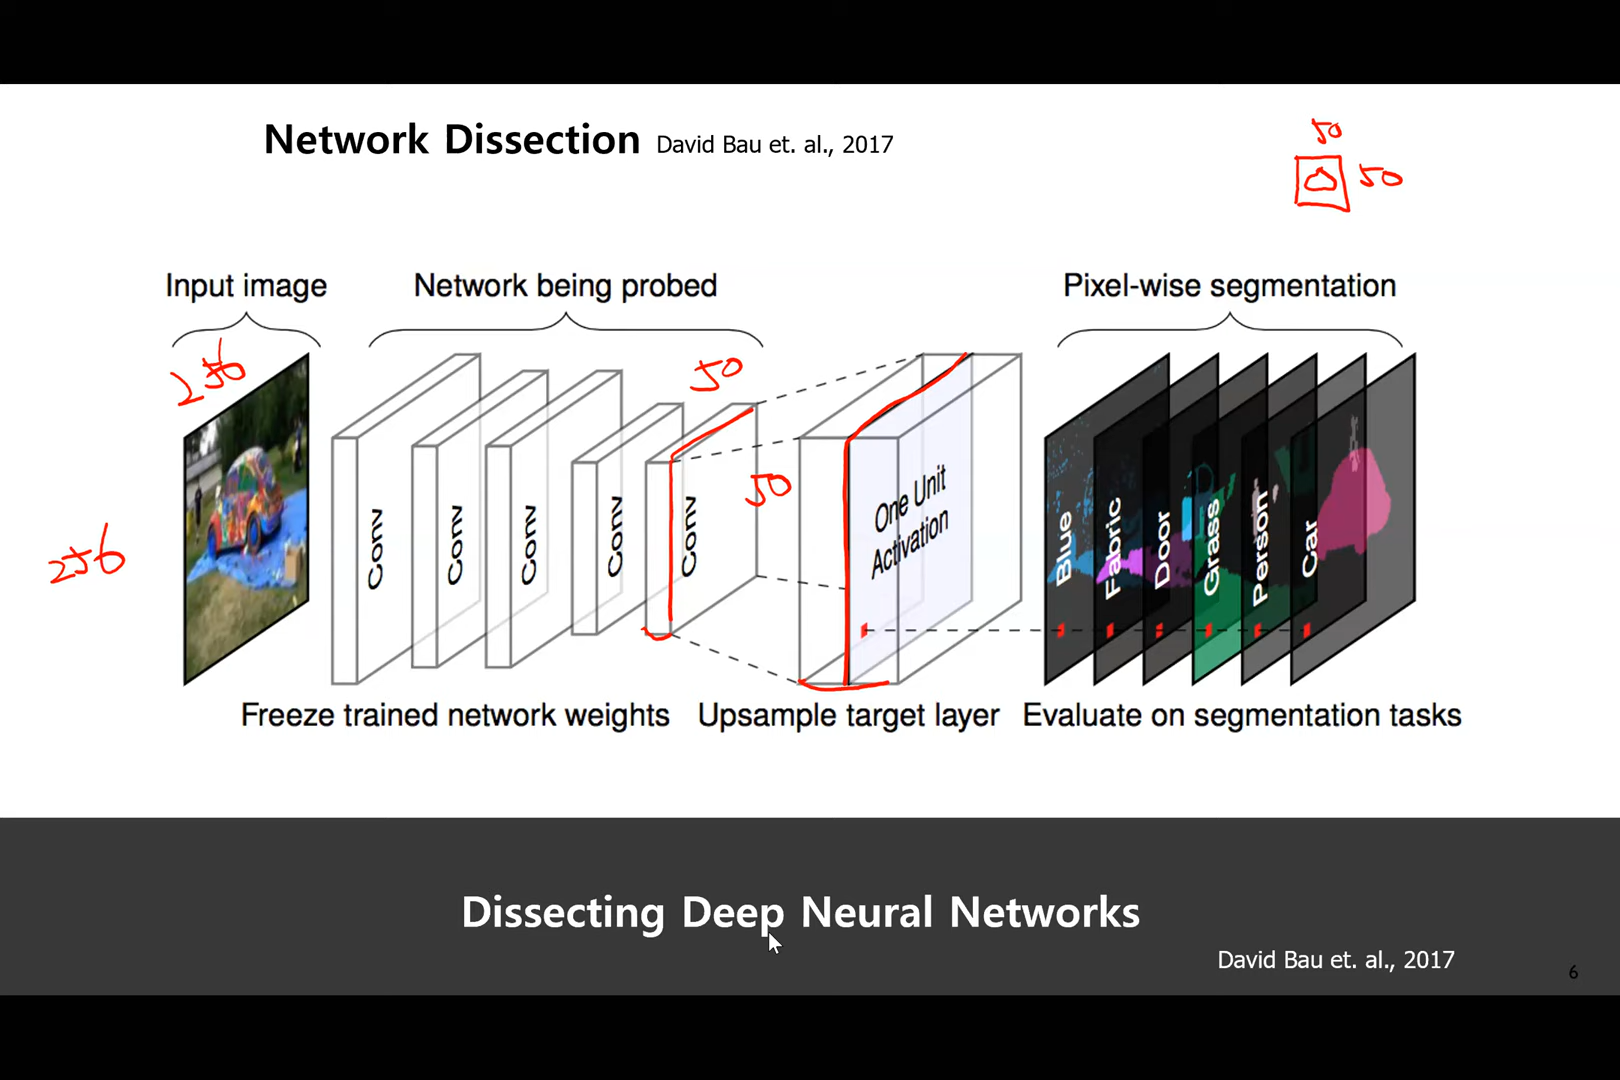 Network Dissection David Bau et. al., 2017
50
50
Input image
Network being probed
Pixel-wise segmentation
256
50
256
50
Conv
Conv
Conv
Conv
Conv
One Unit
Activation
Blue
Fabric
Door
Grass
Person
Car
Freeze trained network weights
Upsample target layer
Evaluate on segmentation tasks
Dissecting Deep Neural Networks
David Bau et. al., 2017
6